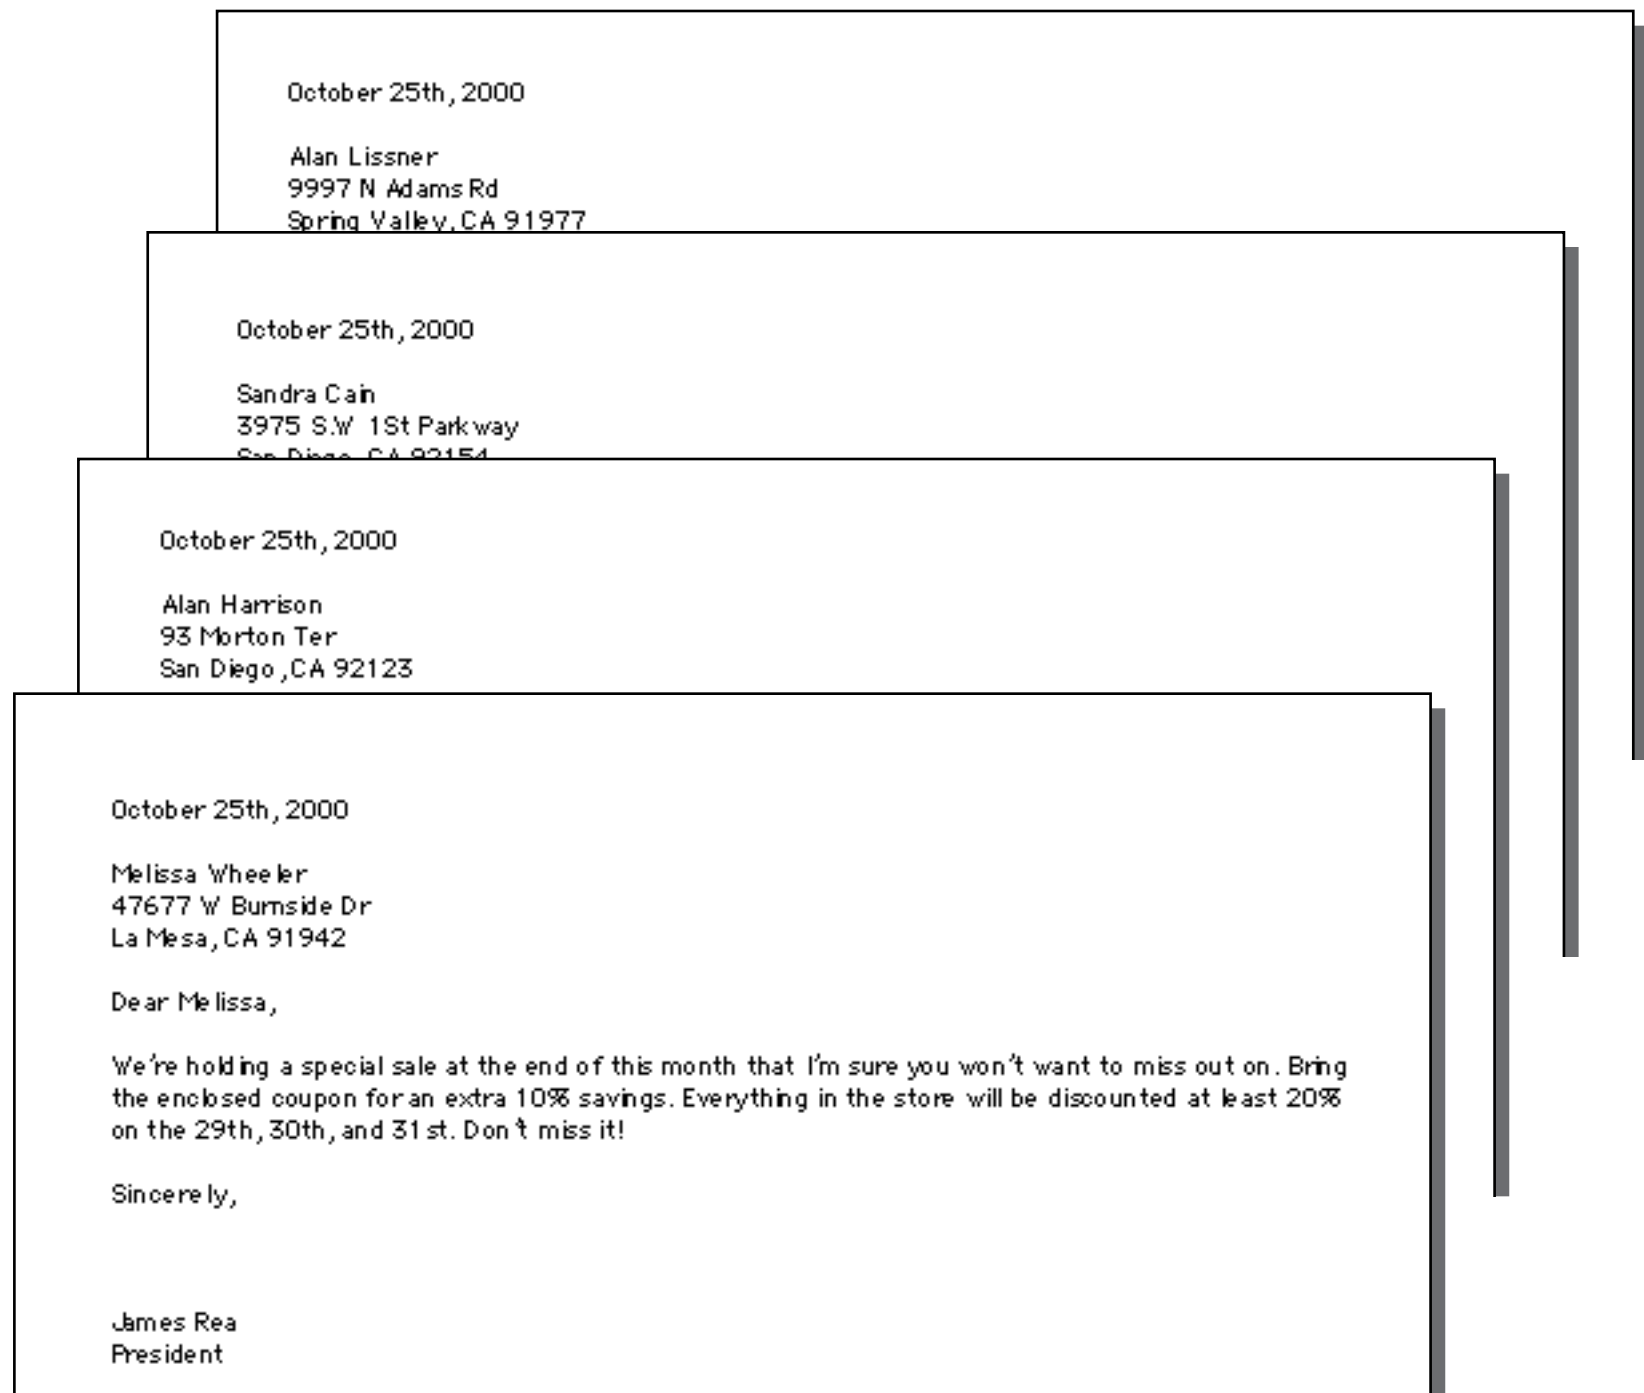 October 25th, 2000
Alan Lissner
9997 N Adams Rd
Spring Valley, CA 91977
October 25th, 2000
Sandra Cain
3975 S.W 1St Parkway
San Diego, CA 92154
October 25th, 2000
Alan Harrison
93 Morton Ter
San Diego, CA 92123
October 25th, 2000
Melissa Wheeler
47677 W Burnside Dr
La Mesa, CA 91942
Dear Melissa,
We're holding a special sale at the end of this month that I'm sure you won't want to miss out on. Bring
the enclosed coupon for an extra 10% savings. Everything in the store will be discounted at least 20%
on the 29th, 30th, and 31st. Don't miss it!
Sincerely,
James Rea
President